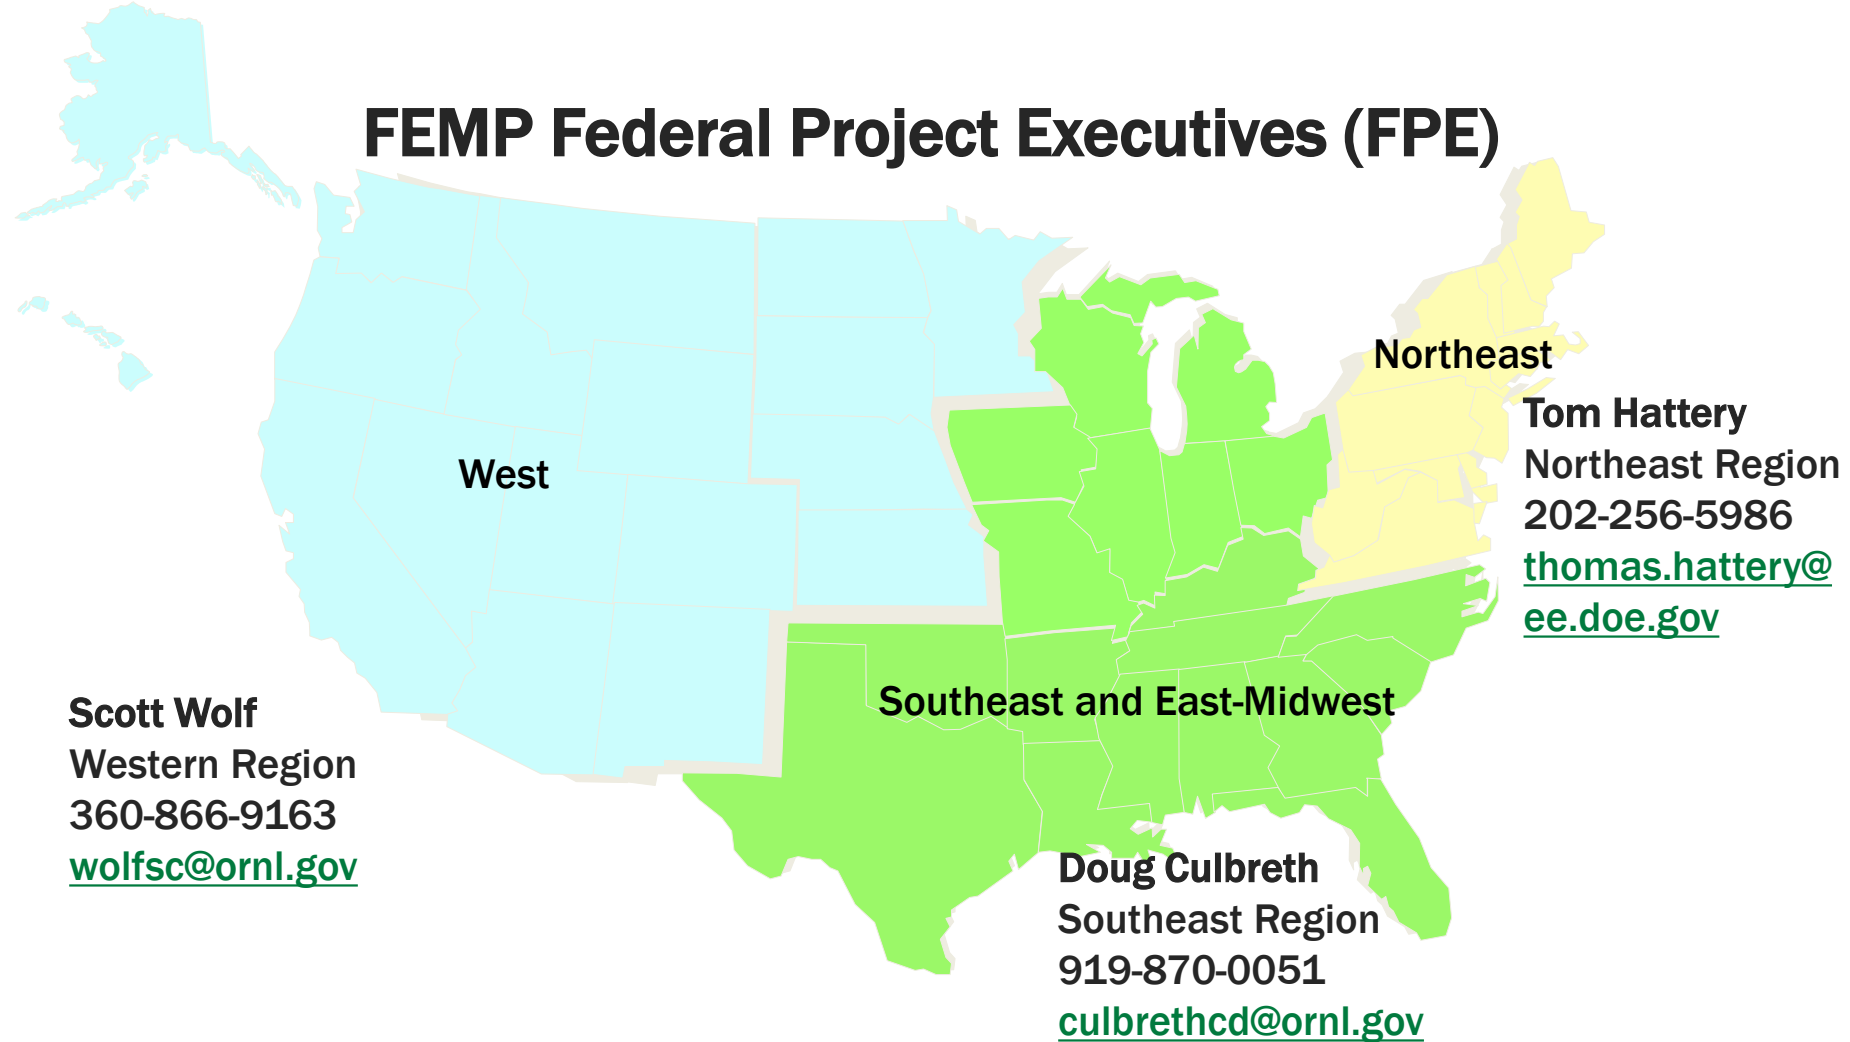 FEMP Federal Project Executives (FPE)
Northeast
Tom Hattery
Northeast Region
202-256-5986
thomas.hattery@
ee.doe.gov
West
Southeast and East-Midwest
Scott Wolf
Western Region
360-866-9163
wolfsc@ornl.gov
Doug Culbreth
Southeast Region
919-870-0051
culbrethcd@ornl.gov